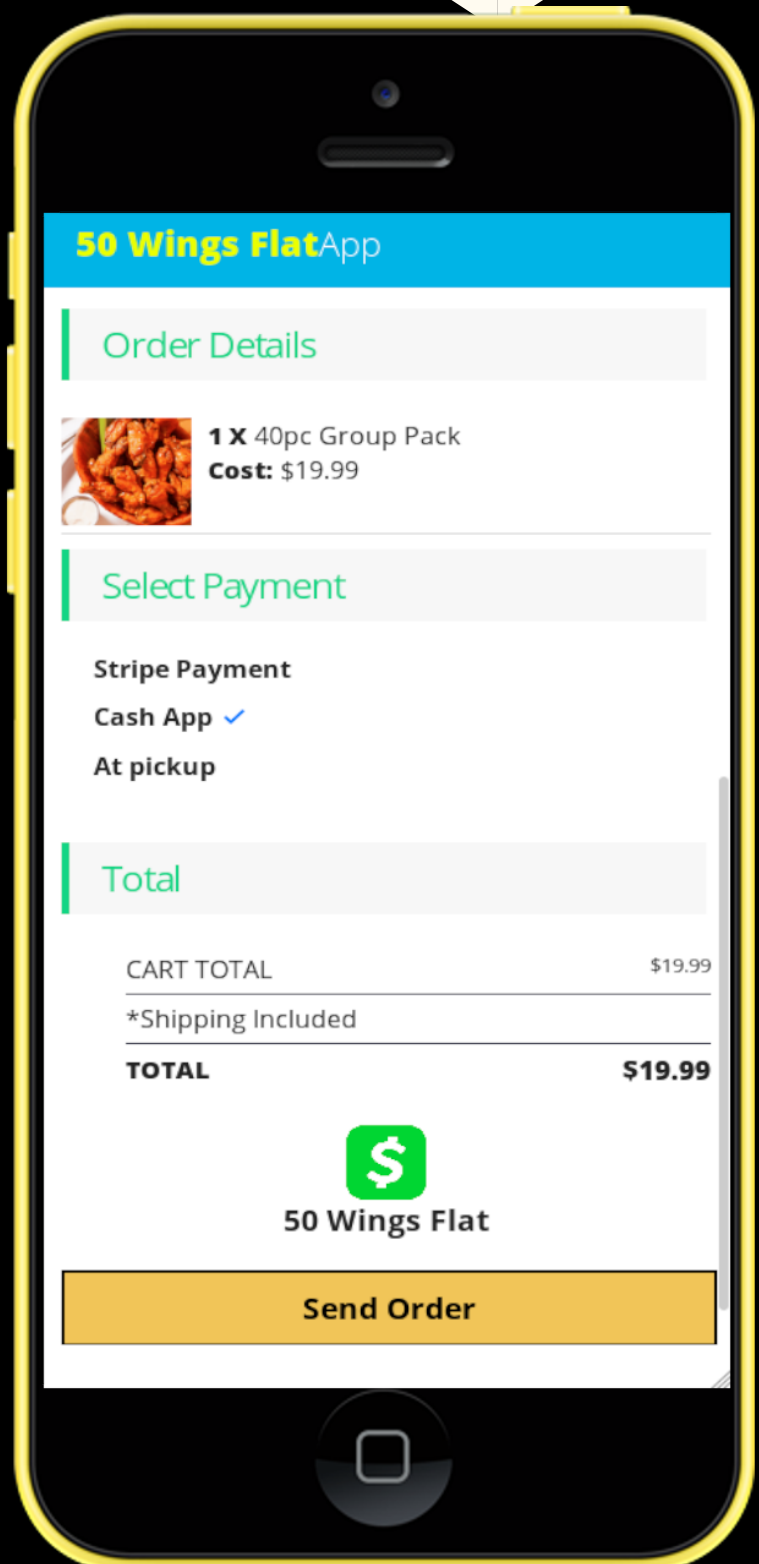 50 Wings FlatApp
Order Details
1 X 40pc Group Pack
Cost: $19.99
Select Payment
Stripe Payment
Cash App
At pickup
Total
CART TOTAL $19.99
*Shipping Included
TOTAL $19.99
$
50 Wings Flat
Send Order